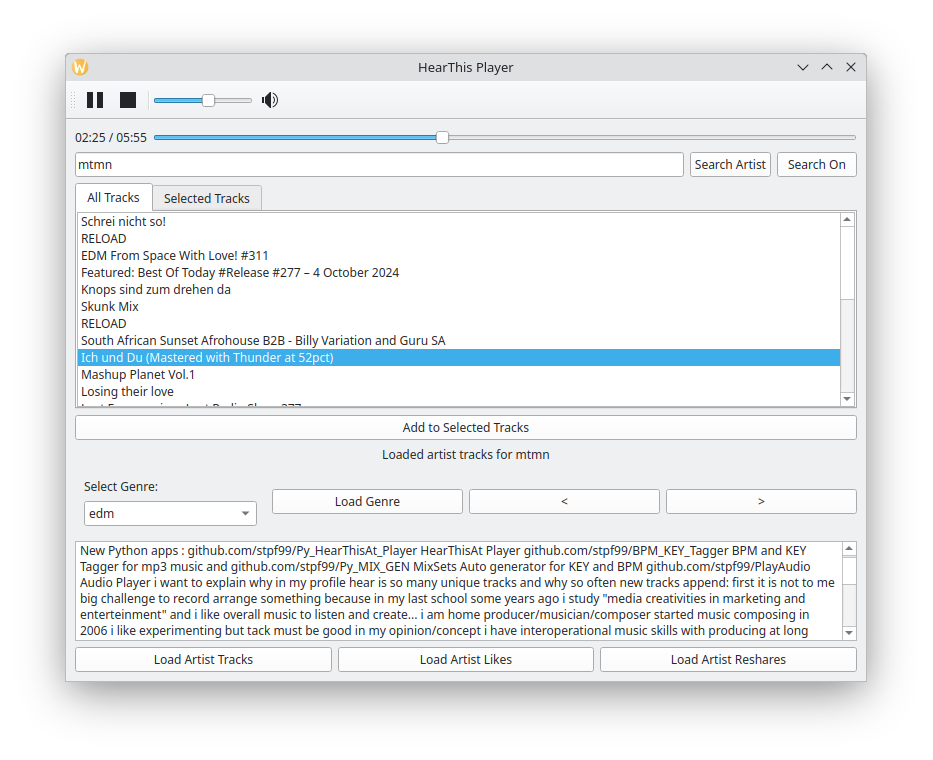 HearThis Player
02:25 / 05:55
mtmn
Search Artist
Search On
All Tracks
Selected Tracks
Schrei nicht so!
RELOAD
EDM From Space With Love! #311
Featured: Best Of Today #Release #277 – 4 October 2024
Knops sind zum drehen da
Skunk Mix
RELOAD
South African Sunset Afrohouse B2B - Billy Variation and Guru SA
Ich und Du (Mastered with Thunder at 52pct)
Mashup Planet Vol.1
Losing their love
Add to Selected Tracks
Loaded artist tracks for mtmn
Select Genre:
edm
Load Genre
<
>
New Python apps : github.com/stpf99/Py_HearThisAt_Player HearThisAt Player github.com/stpf99/BPM_KEY_Tagger BPM and KEY
Tagger for mp3 music and github.com/stpf99/Py_MIX_GEN MixSets Auto generator for KEY and BPM github.com/stpf99/PlayAudio
Audio Player i want to explain why in my profile hear is so many unique tracks and why so often new tracks append: first it is not to me
big challenge to record arrange something because in my last school some years ago i study "media creativities in marketing and
enterteinment" and i like overall music to listen and create... i am home producer/musician/composer started music composing in
2006 i like experimenting but tack must be good in my opinion/concept i have interoperational music skills with producing at long
Load Artist Tracks
Load Artist Likes
Load Artist Reshares